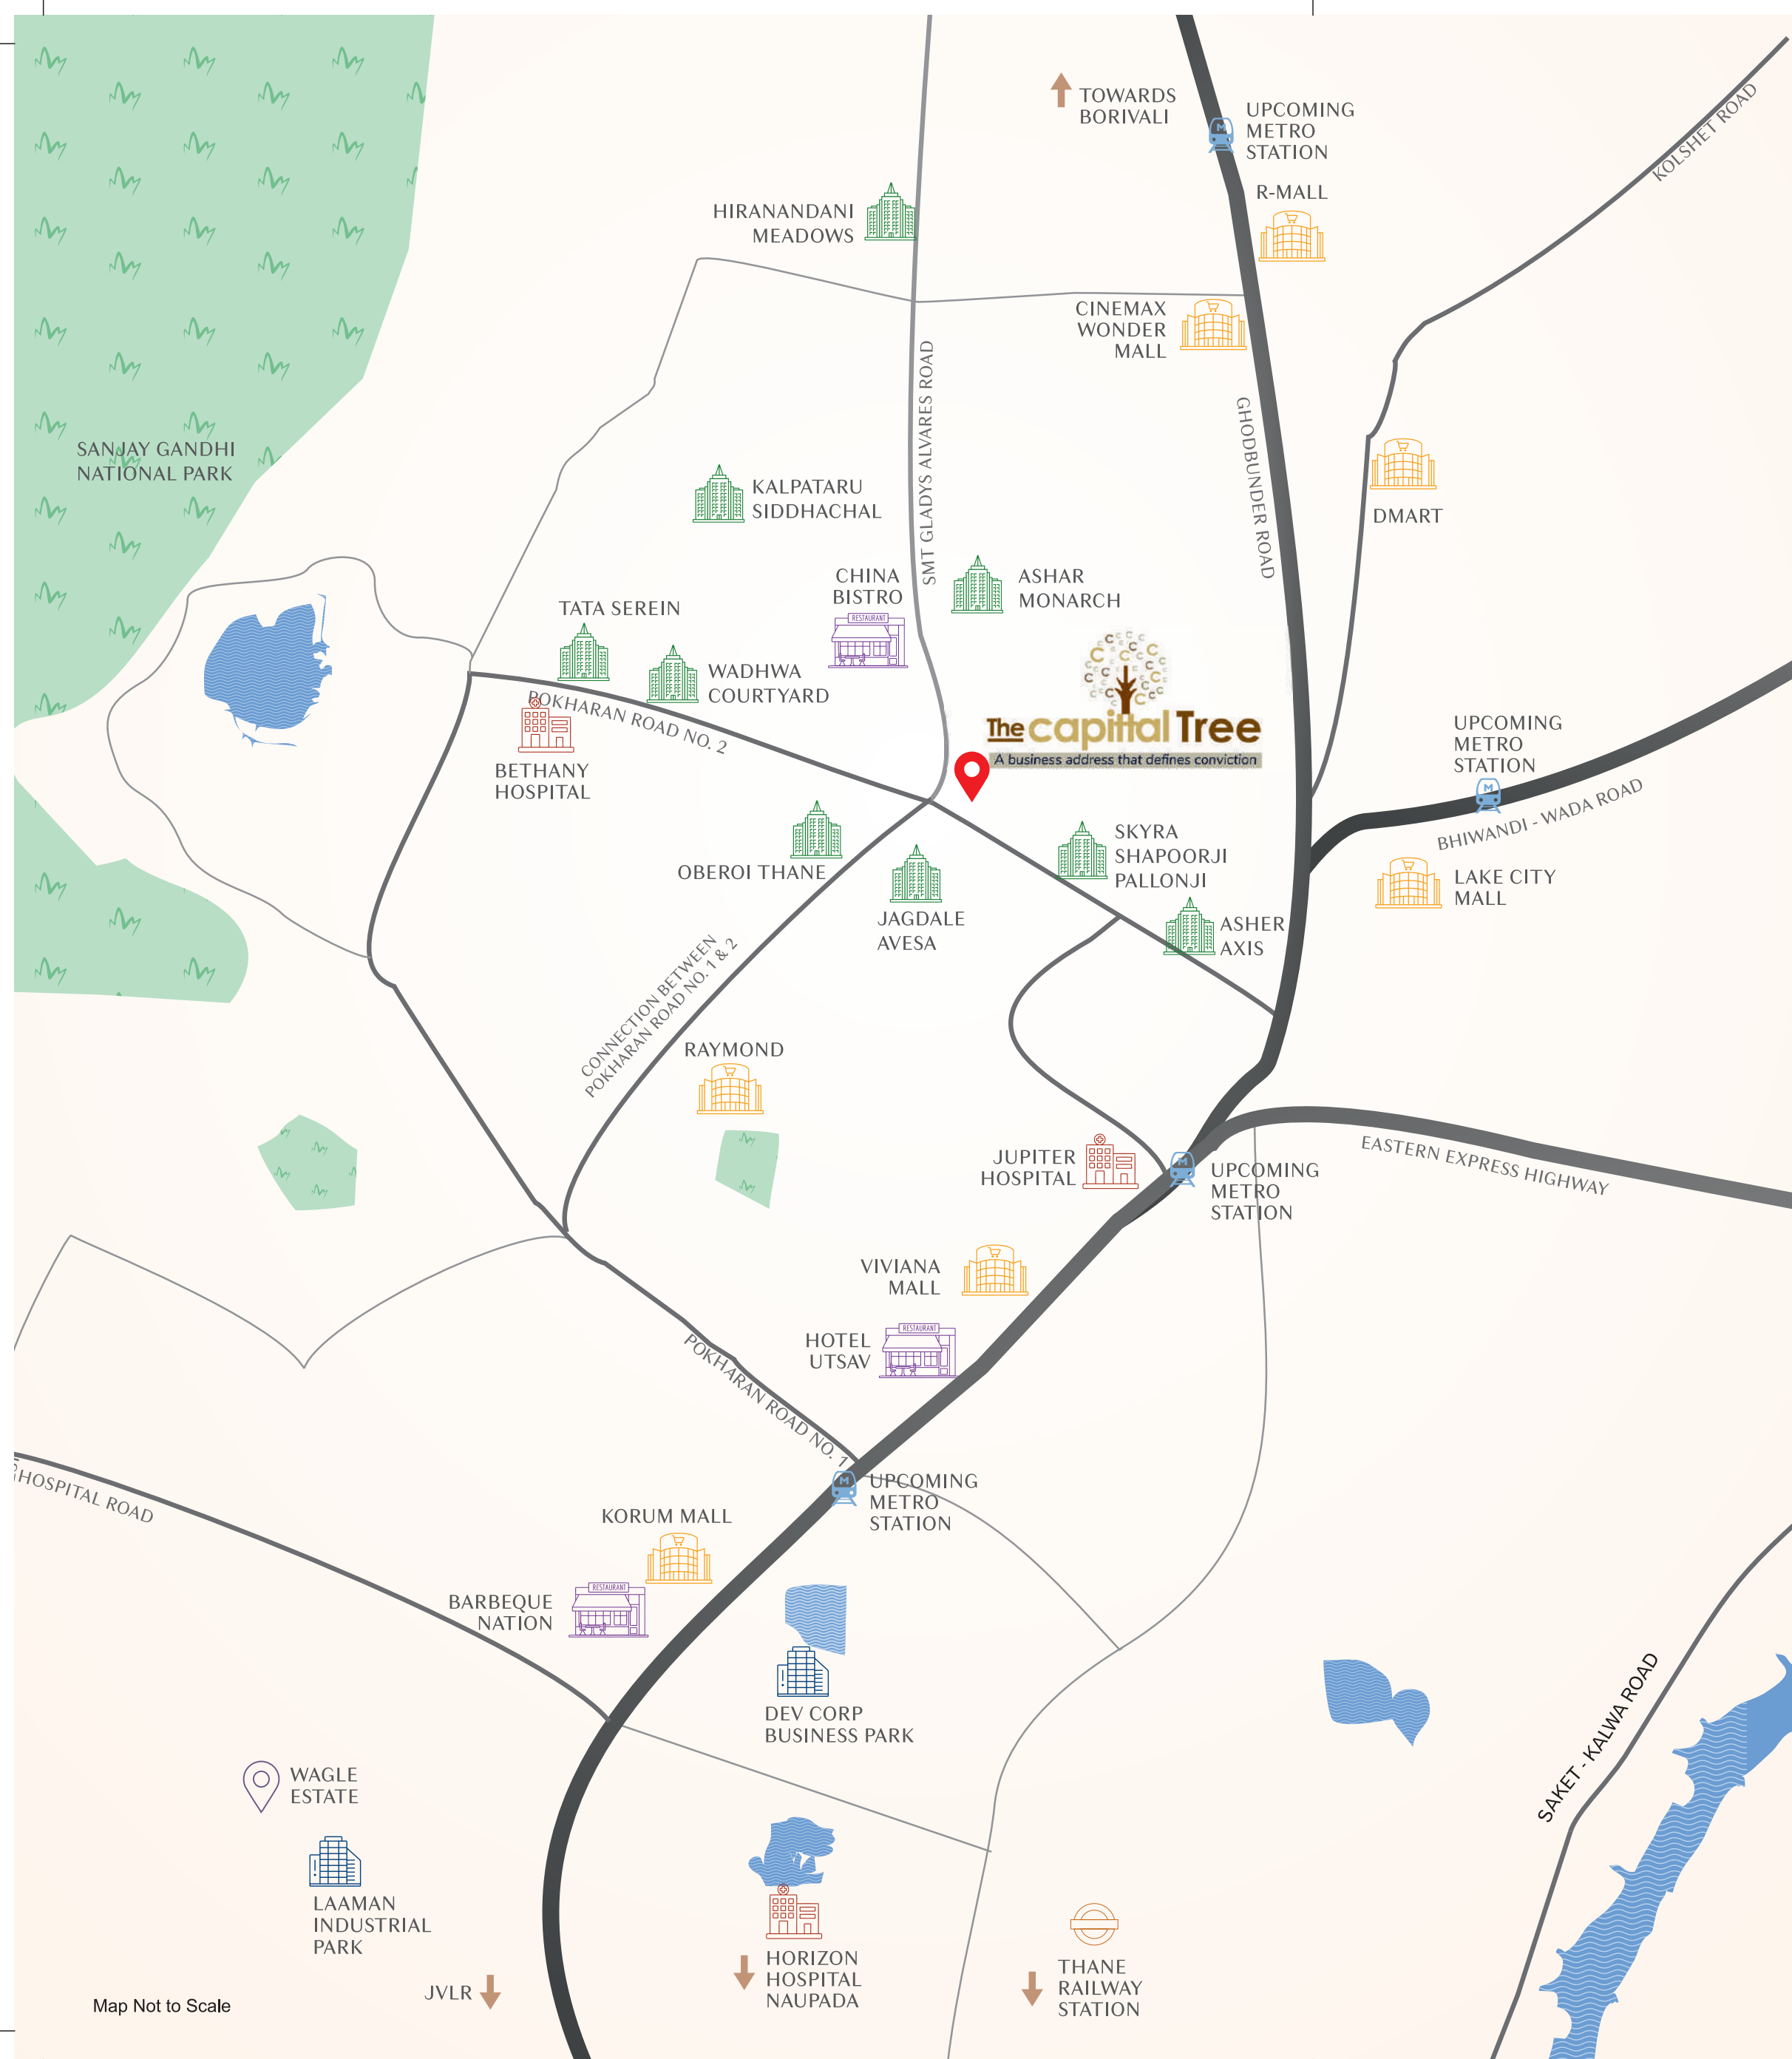 TOWARDS
BORIVALI
UPCOMING
METRO
STATION
M
R-MALL
KOLSHET ROAD
HIRANANDANI
MEADOWS
CINEMAX
WONDER
MALL
SMT GLADYS ALVARES ROAD
GHODBUNDER ROAD
SANJAY GANDHI
NATIONAL PARK
KALPATARU
SIDDHACHAL
DMART
CHINA
BISTRO
RESTAURANT
ASHAR
MONARCH
TATA SEREIN
WADHWA
COURTYARD
POKHARAN ROAD NO. 2
The capittal Tree
A business address that defines conviction
BETHANY
HOSPITAL
UPCOMING
METRO
STATION
M
BHIWANDI - WADA ROAD
OBEROI THANE
SKYRA
SHAPOORJI
PALLONJI
LAKE CITY
MALL
JAGDALE
AVESA
ASHER
AXIS
CONNECTION BETWEEN
POKHARAN ROAD NO. 1 & 2
RAYMOND
JUPITER
HOSPITAL
M
UPCOMING
METRO
STATION
EASTERN EXPRESS HIGHWAY
VIVIANA
MALL
HOTEL
UTSAV
RESTAURANT
POKHARAN ROAD NO. 1
HOSPITAL ROAD
M
UPCOMING
METRO
STATION
KORUM MALL
BARBEQUE
NATION
RESTAURANT
DEV CORP
BUSINESS PARK
SAKET - KALWA ROAD
WAGLE
ESTATE
LAAMAN
INDUSTRIAL
PARK
JVLR
HORIZON
HOSPITAL
NAUPADA
THANE
RAILWAY
STATION
Map Not to Scale